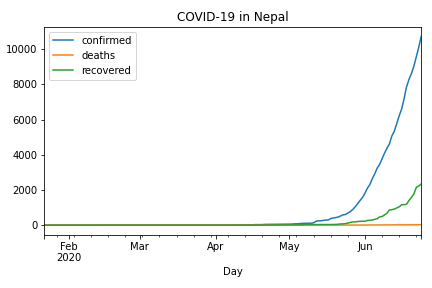 COVID-19 in Nepal
confirmed
deaths
recovered
10000
8000
6000
4000
2000
0
Feb Mar Apr May Jun
2020
Day